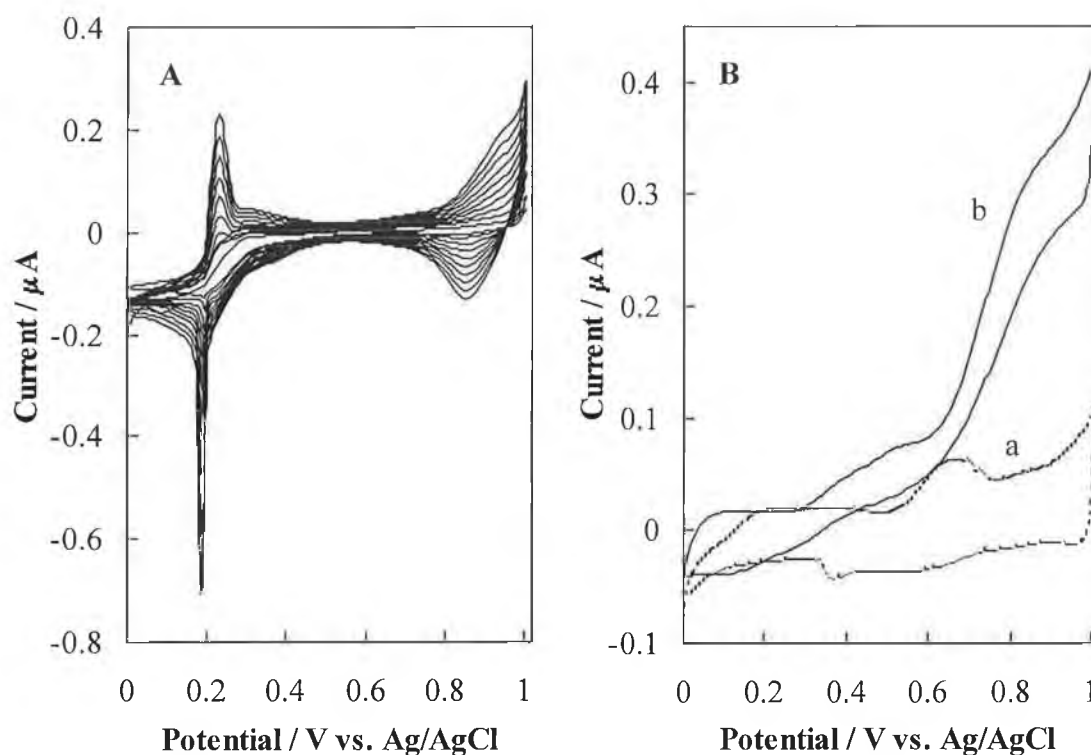 A
0.4
0.2
0
-0.2
-0.4
-0.6
-0.8
Current / μA
0 0.2 0.4 0.6 0.8 1
Potential / V vs. Ag/AgCl
B
0.4
0.3
0.2
0.1
0
-0.1
Current / μA
b
a
0 0.2 0.4 0.6 0.8 1
Potential / V vs. Ag/AgCl